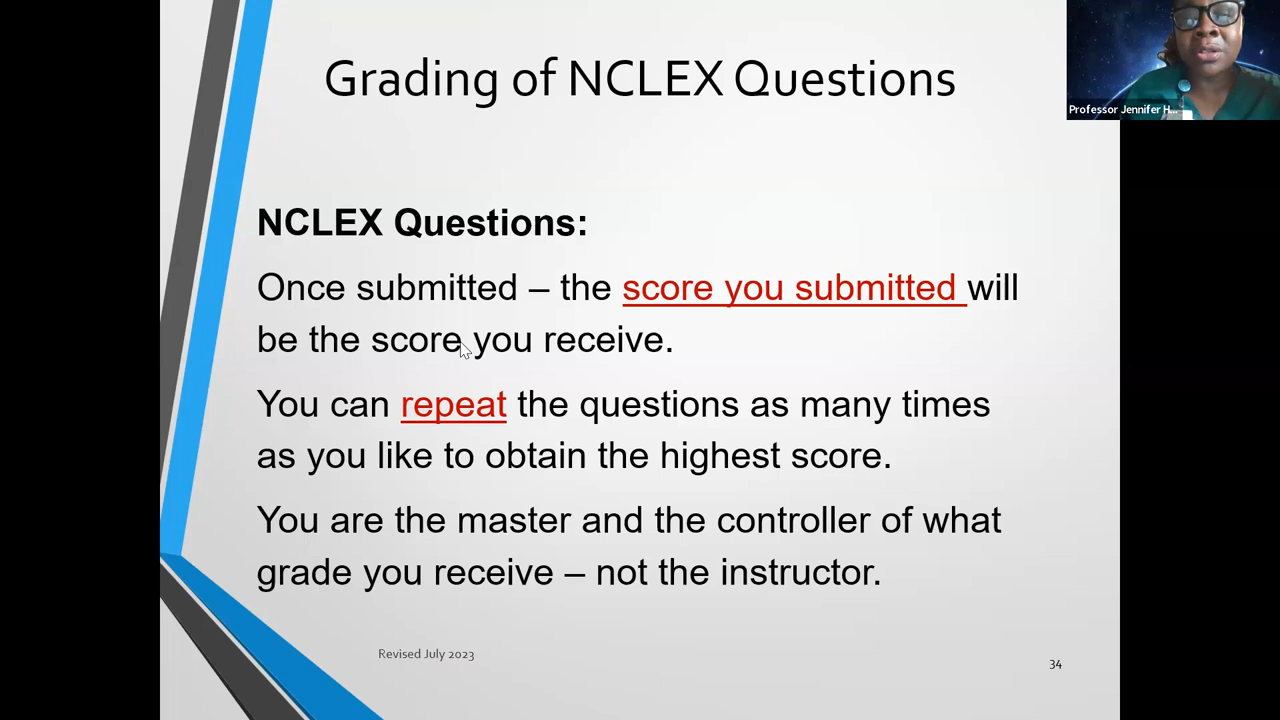 Grading of NCLEX Questions
Professor Jennifer H...
NCLEX Questions:
Once submitted – the score you submitted will
be the score you receive.
You can repeat the questions as many times
as you like to obtain the highest score.
You are the master and the controller of what
grade you receive – not the instructor.
Revised July 2023
34